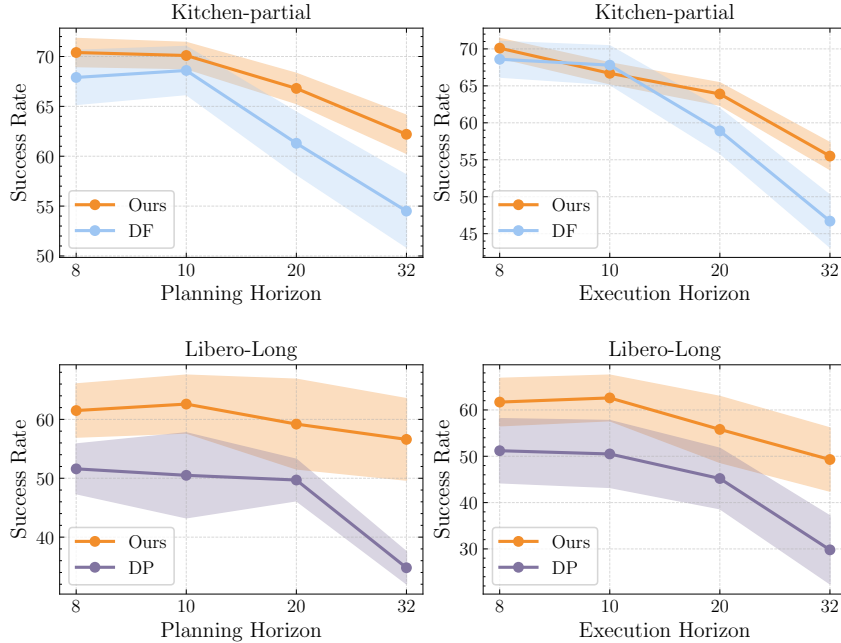 Kitchen-partial
Success Rate
70
65
60
55
50
Ours
DF
8
10
20
32
Planning Horizon
Kitchen-partial
Success Rate
70
65
60
55
50
45
Ours
DF
8
10
20
32
Execution Horizon
Libero-Long
Success Rate
60
50
40
Ours
DP
8
10
20
32
Planning Horizon
Libero-Long
Success Rate
60
50
40
30
Ours
DP
8
10
20
32
Execution Horizon